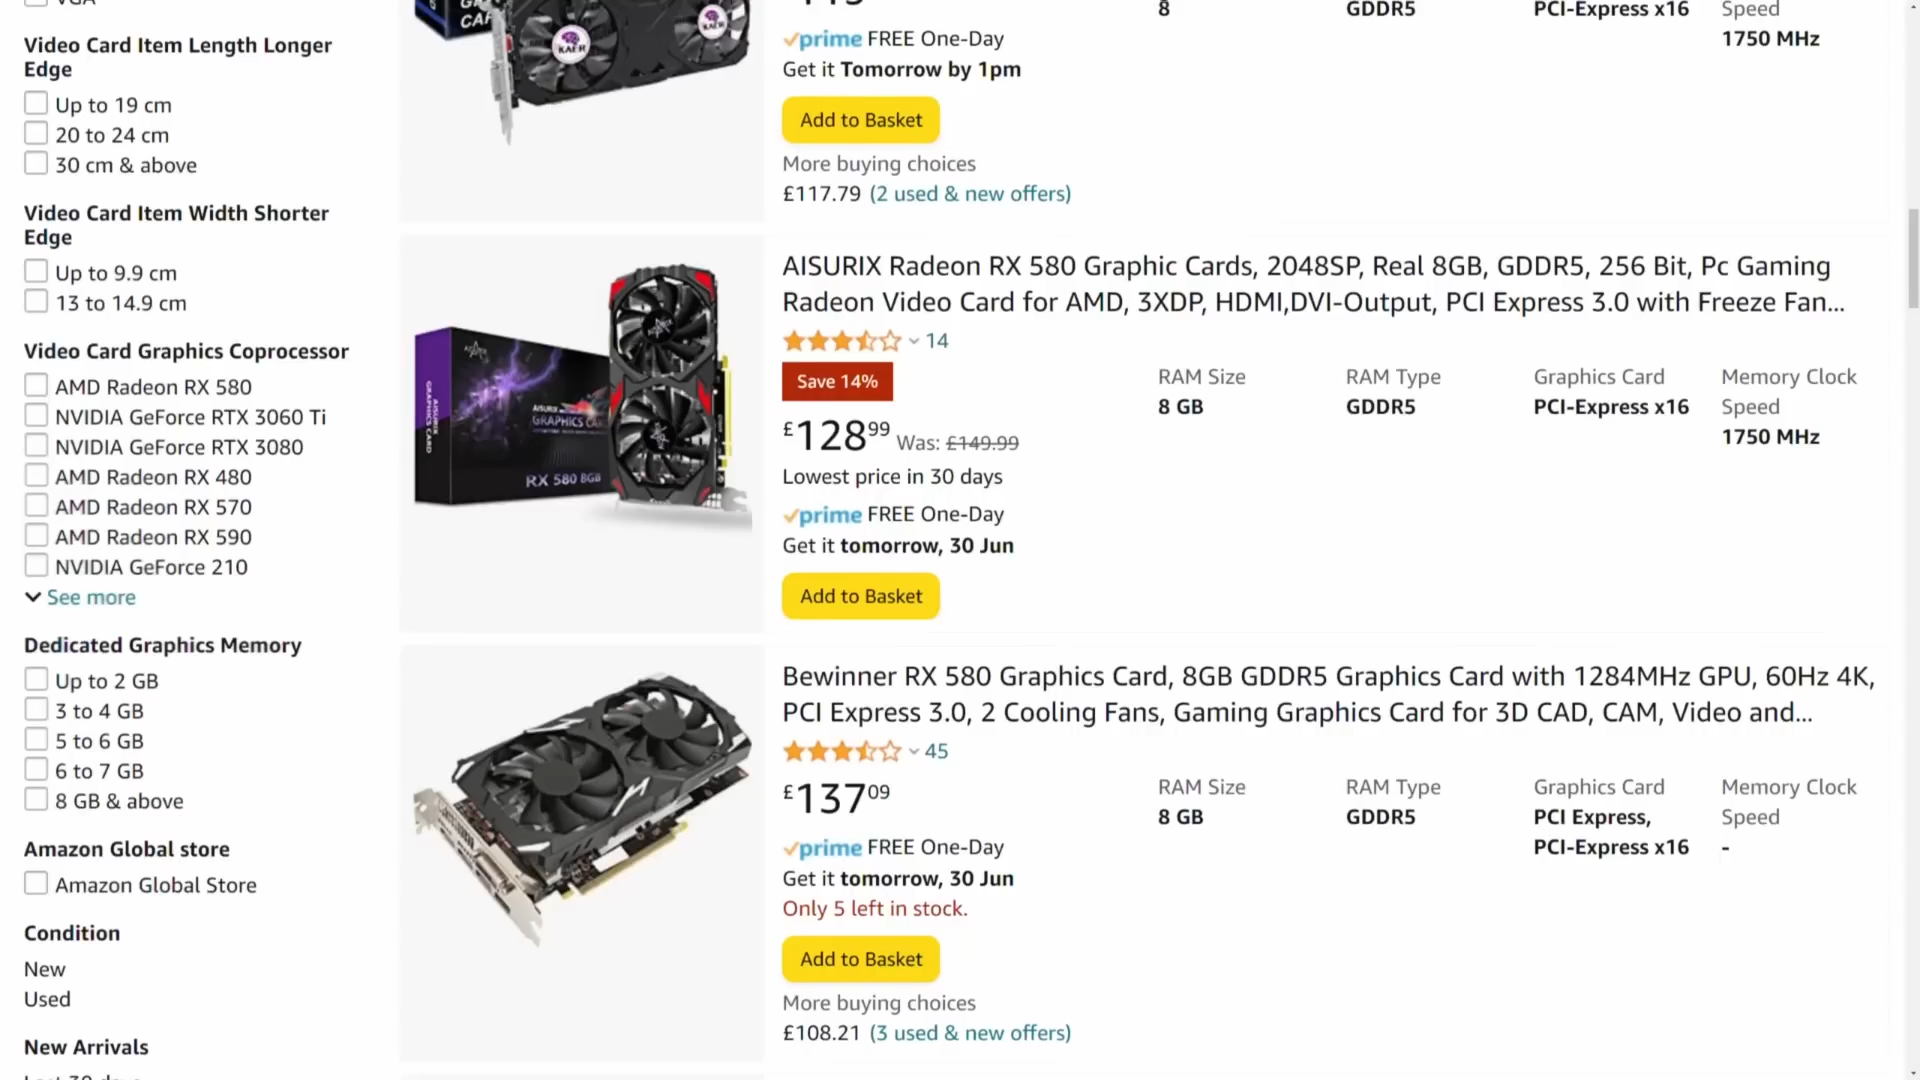 Video Card Item Length Longer
Edge
Up to 19 cm
20 to 24 cm
30 cm & above
Video Card Item Width Shorter
Edge
Up to 9.9 cm
13 to 14.9 cm
Video Card Graphics Coprocessor
AMD Radeon RX 580
NVIDIA GeForce RTX 3060 Ti
NVIDIA GeForce RTX 3080
AMD Radeon RX 480
AMD Radeon RX 570
AMD Radeon RX 590
NVIDIA GeForce 210
See more
Dedicated Graphics Memory
Up to 2 GB
3 to 4 GB
5 to 6 GB
6 to 7 GB
8 GB & above
Amazon Global store
Amazon Global Store
Condition
New
Used
New Arrivals
KAER
KAER
8
GDDR5
PCI-Express x16
Speed
1750 MHz
prime FREE One-Day
Get it Tomorrow by 1pm
Add to Basket
More buying choices
£117.79 (2 used & new offers)
AISURIX
GRAPHICS CARD
AISURIX
RX 580 8GB
AISURIX Radeon RX 580 Graphic Cards, 2048SP, Real 8GB, GDDR5, 256 Bit, Pc Gaming
Radeon Video Card for AMD, 3XDP, HDMI,DVI-Output, PCI Express 3.0 with Freeze Fan...
14
Save 14%
£128.99 Was: £149.99
Lowest price in 30 days
prime FREE One-Day
Get it tomorrow, 30 Jun
Add to Basket
RAM Size
8 GB
RAM Type
GDDR5
Graphics Card
PCI-Express x16
Memory Clock
Speed
1750 MHz
Bewinner RX 580 Graphics Card, 8GB GDDR5 Graphics Card with 1284MHz GPU, 60Hz 4K,
PCI Express 3.0, 2 Cooling Fans, Gaming Graphics Card for 3D CAD, CAM, Video and...
45
£137.09
prime FREE One-Day
Get it tomorrow, 30 Jun
Only 5 left in stock.
Add to Basket
More buying choices
£108.21 (3 used & new offers)
RAM Size
8 GB
RAM Type
GDDR5
Graphics Card
PCI Express,
PCI-Express x16
Memory Clock
Speed
-